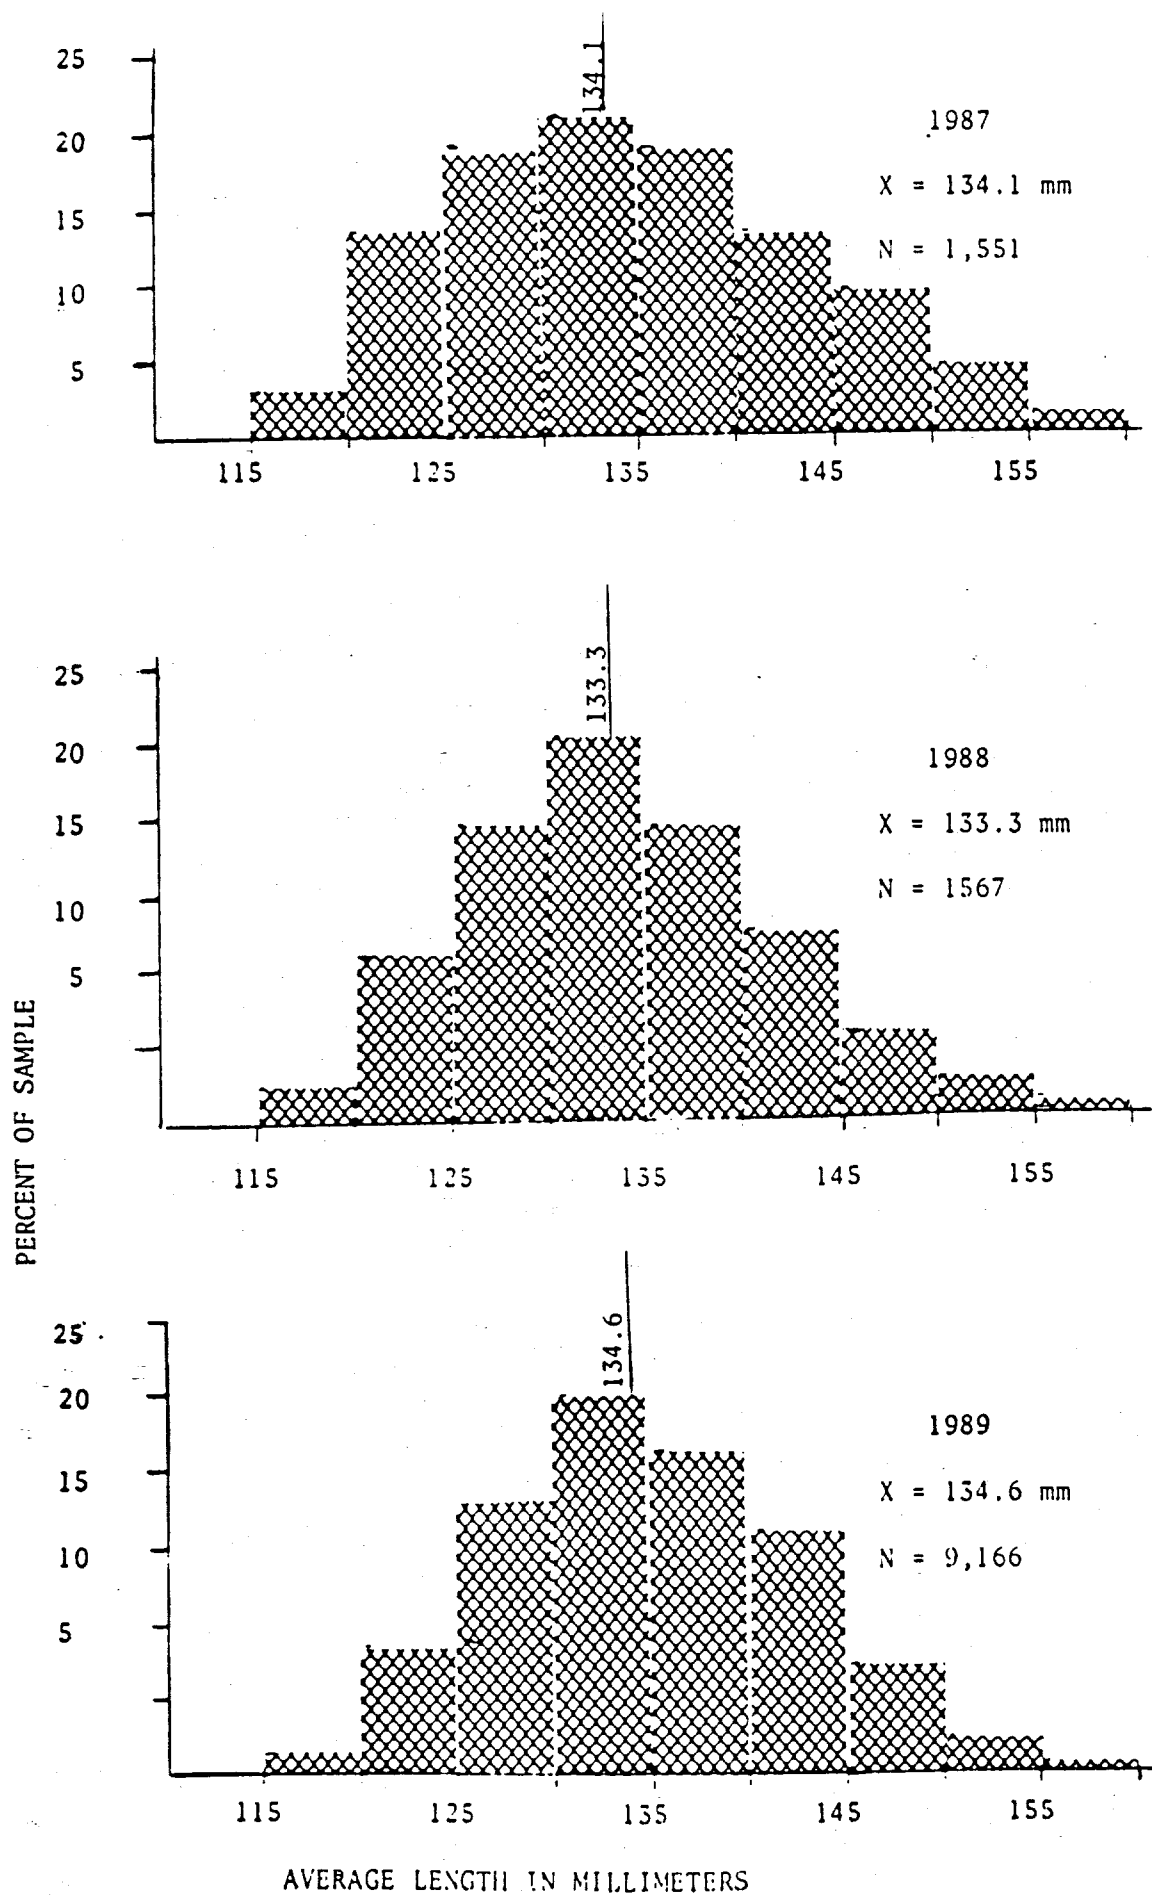 PERCENT OF SAMPLE
25
20
15
10
5
134.1
1987
X = 134.1 mm
N = 1,551
115 125 135 145 155
25
20
15
10
5
133.3
1988
X = 133.3 mm
N = 1567
115 125 135 145 155
25
20
15
10
5
134.6
1989
X = 134.6 mm
N = 9,166
115 125 135 145 155
AVERAGE LENGTH IN MILLIMETERS